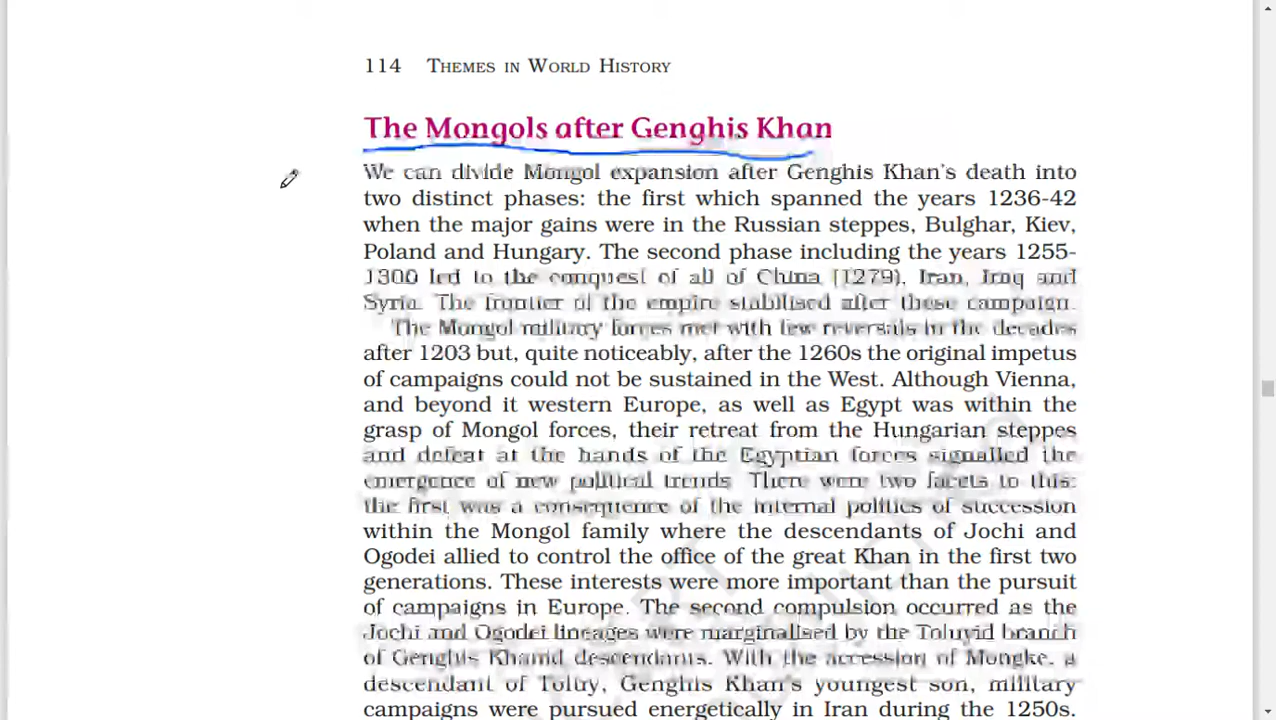 114 THEMES IN WORLD HISTORY
The Mongols after Genghis Khan
We can divide Mongol expansion after Genghis Khan's death into
two distinct phases: the first which spanned the years 1236-42
when the major gains were in the Russian steppes, Bulghar, Kiev,
Poland and Hungary. The second phase including the years 1255-
1300 led to the conquest of all of China (1279), Iran, Iraq and
Syria. The frontier of the empire stabilised after these campaign.
The Mongol military forces met with few reversals in the decades
after 1203 but, quite noticeably, after the 1260s the original impetus
of campaigns could not be sustained in the West. Although Vienna,
and beyond it western Europe, as well as Egypt was within the
grasp of Mongol forces, their retreat from the Hungarian steppes
and defeat at the hands of the Egyptian forces signalled the
emergence of new political trends. There were two facets to this:
the first was a consequence of the internal politics of succession
within the Mongol family where the descendants of Jochi and
Ogodei allied to control the office of the great Khan in the first two
generations. These interests were more important than the pursuit
of campaigns in Europe. The second compulsion occurred as the
Jochi and Ogodei lineages were marginalised by the Toluyid branch
of Genghis Khanid descendants. With the accession of Mongke, a
descendant of Toluy, Genghis Khan's youngest son, military
campaigns were pursued energetically in Iran during the 1250s.